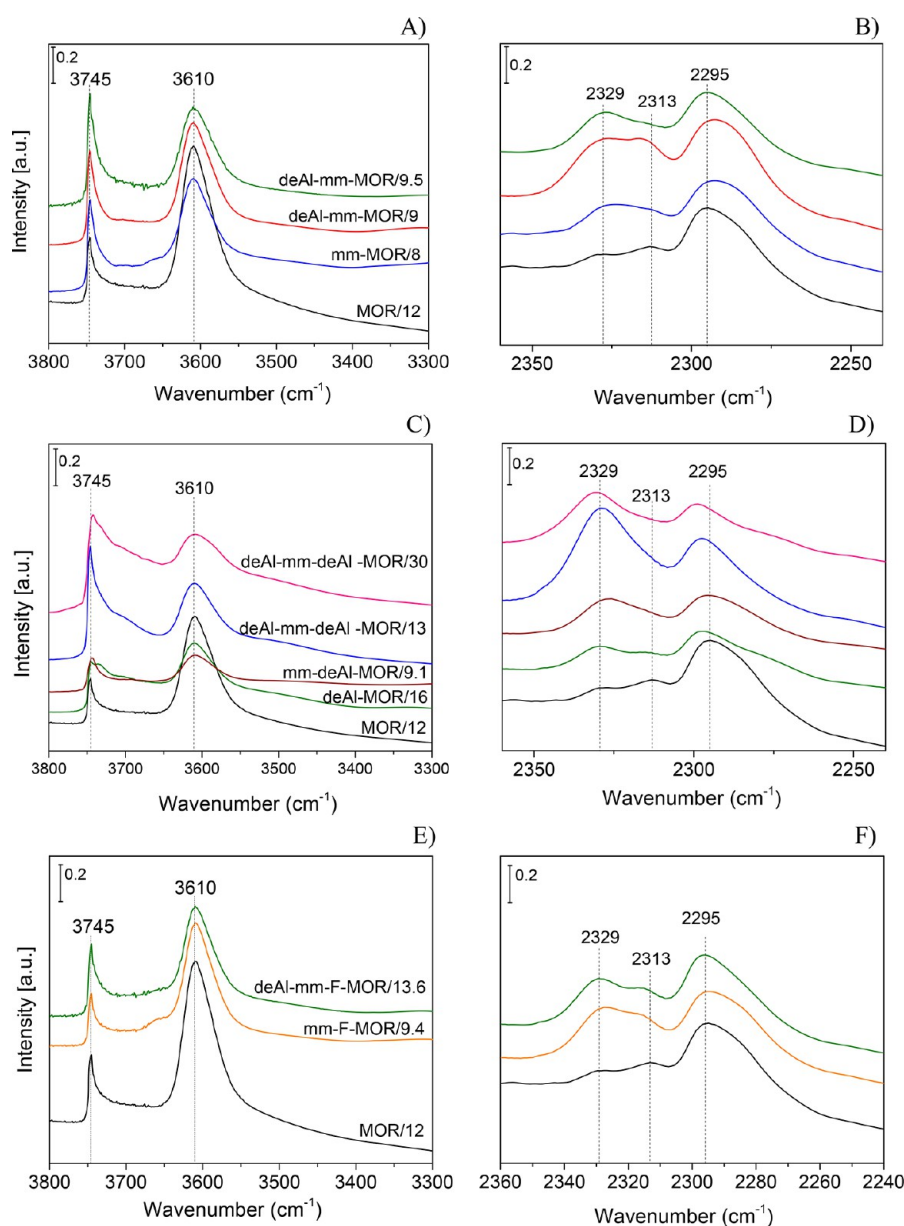 A)
0.2
3745
3610
deAl-mm-MOR/9.5
deAl-mm-MOR/9
mm-MOR/8
MOR/12
Intensity [a.u.]
3800 3700 3600 3500 3400 3300
Wavenumber (cm⁻¹)
B)
0.2
2329
2313
2295
2350 2300 2250
Wavenumber (cm⁻¹)
C)
0.2
3745
3610
deAl-mm-deAl -MOR/30
deAl-mm-deAl -MOR/13
mm-deAl-MOR/9.1
deAl-MOR/16
MOR/12
Intensity [a.u.]
3800 3700 3600 3500 3400 3300
Wavenumber (cm⁻¹)
D)
0.2
2329
2313
2295
2350 2300 2250
Wavenumber (cm⁻¹)
E)
0.2
3745
3610
deAl-mm-F-MOR/13.6
mm-F-MOR/9.4
MOR/12
Intensity [a.u.]
3800 3700 3600 3500 3400 3300
Wavenumber (cm⁻¹)
F)
0.2
2329
2313
2295
2360 2340 2320 2300 2280 2260 2240
Wavenumber (cm⁻¹)